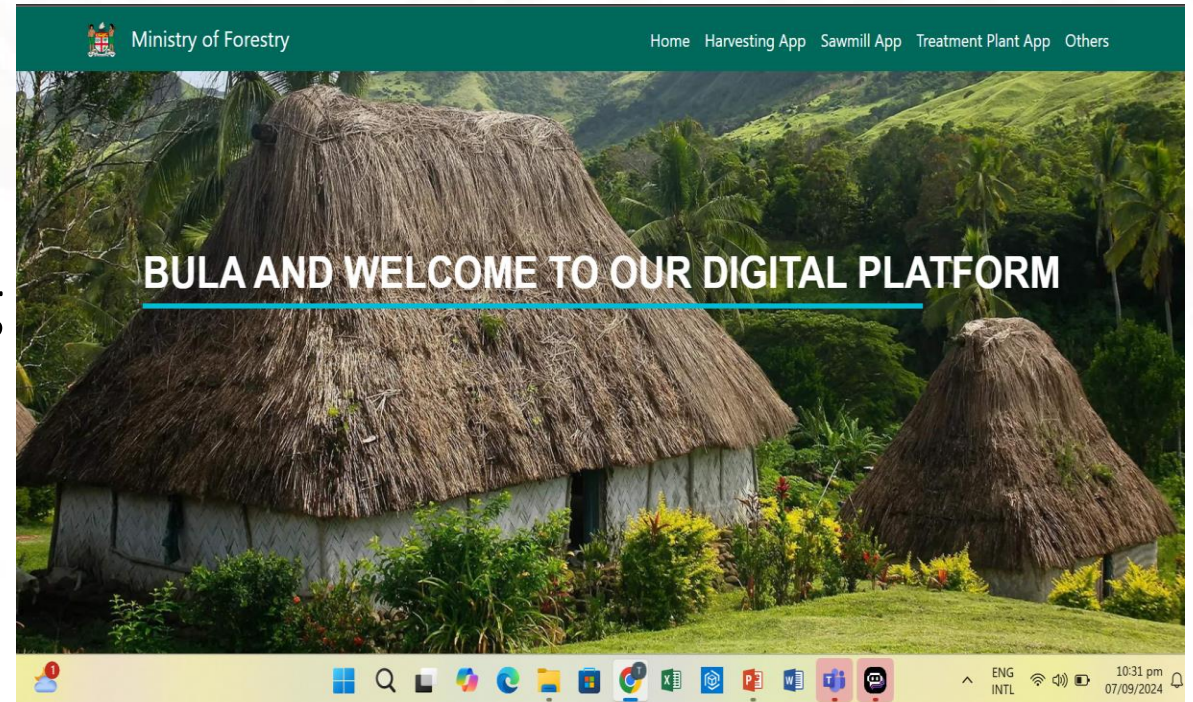 Ministry of Forestry
Home Harvesting App Sawmill App Treatment Plant App Others
BULA AND WELCOME TO OUR DIGITAL PLATFORM
1
ENG
INTL
10:31 pm
07/09/2024